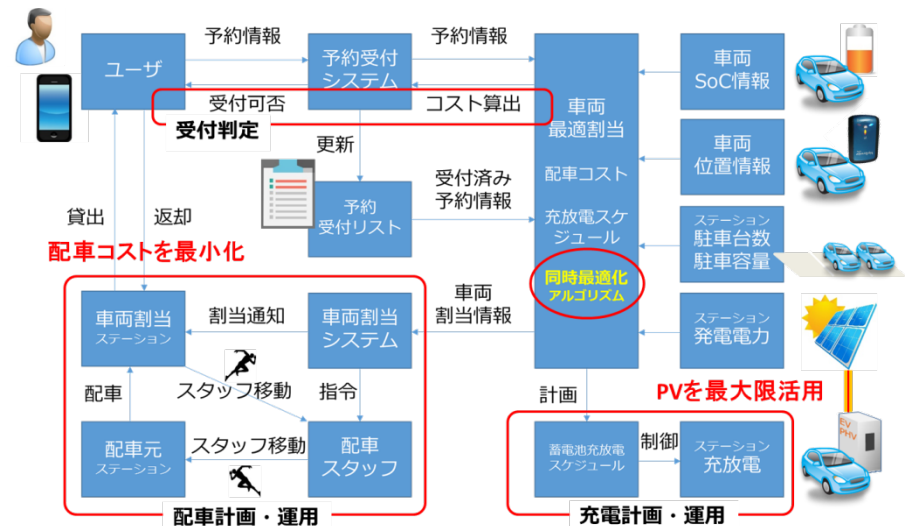 予約情報
予約情報
ユーザ
予約受付
システム
車両
SoC情報
受付可否
コスト算出
受付判定
車両
最適割当
更新
車両
位置情報
配車コスト
受付済み
予約情報
予約
受付リスト
貸出
返却
充放電スケ
ジュール
ステーション
駐車台数
駐車容量
配車コストを最小化
同時最適化
アルゴリズム
車両割当
ステーション
割当通知
車両割当
システム
車両
割当情報
ステーション
発電電力
配車
スタッフ移動
指令
計画
PVを最大限活用
EV
PHV
配車元
ステーション
スタッフ移動
配車
スタッフ
蓄電池充放電
スケジュール
制御
ステーション
充放電
配車計画・運用
充電計画・運用